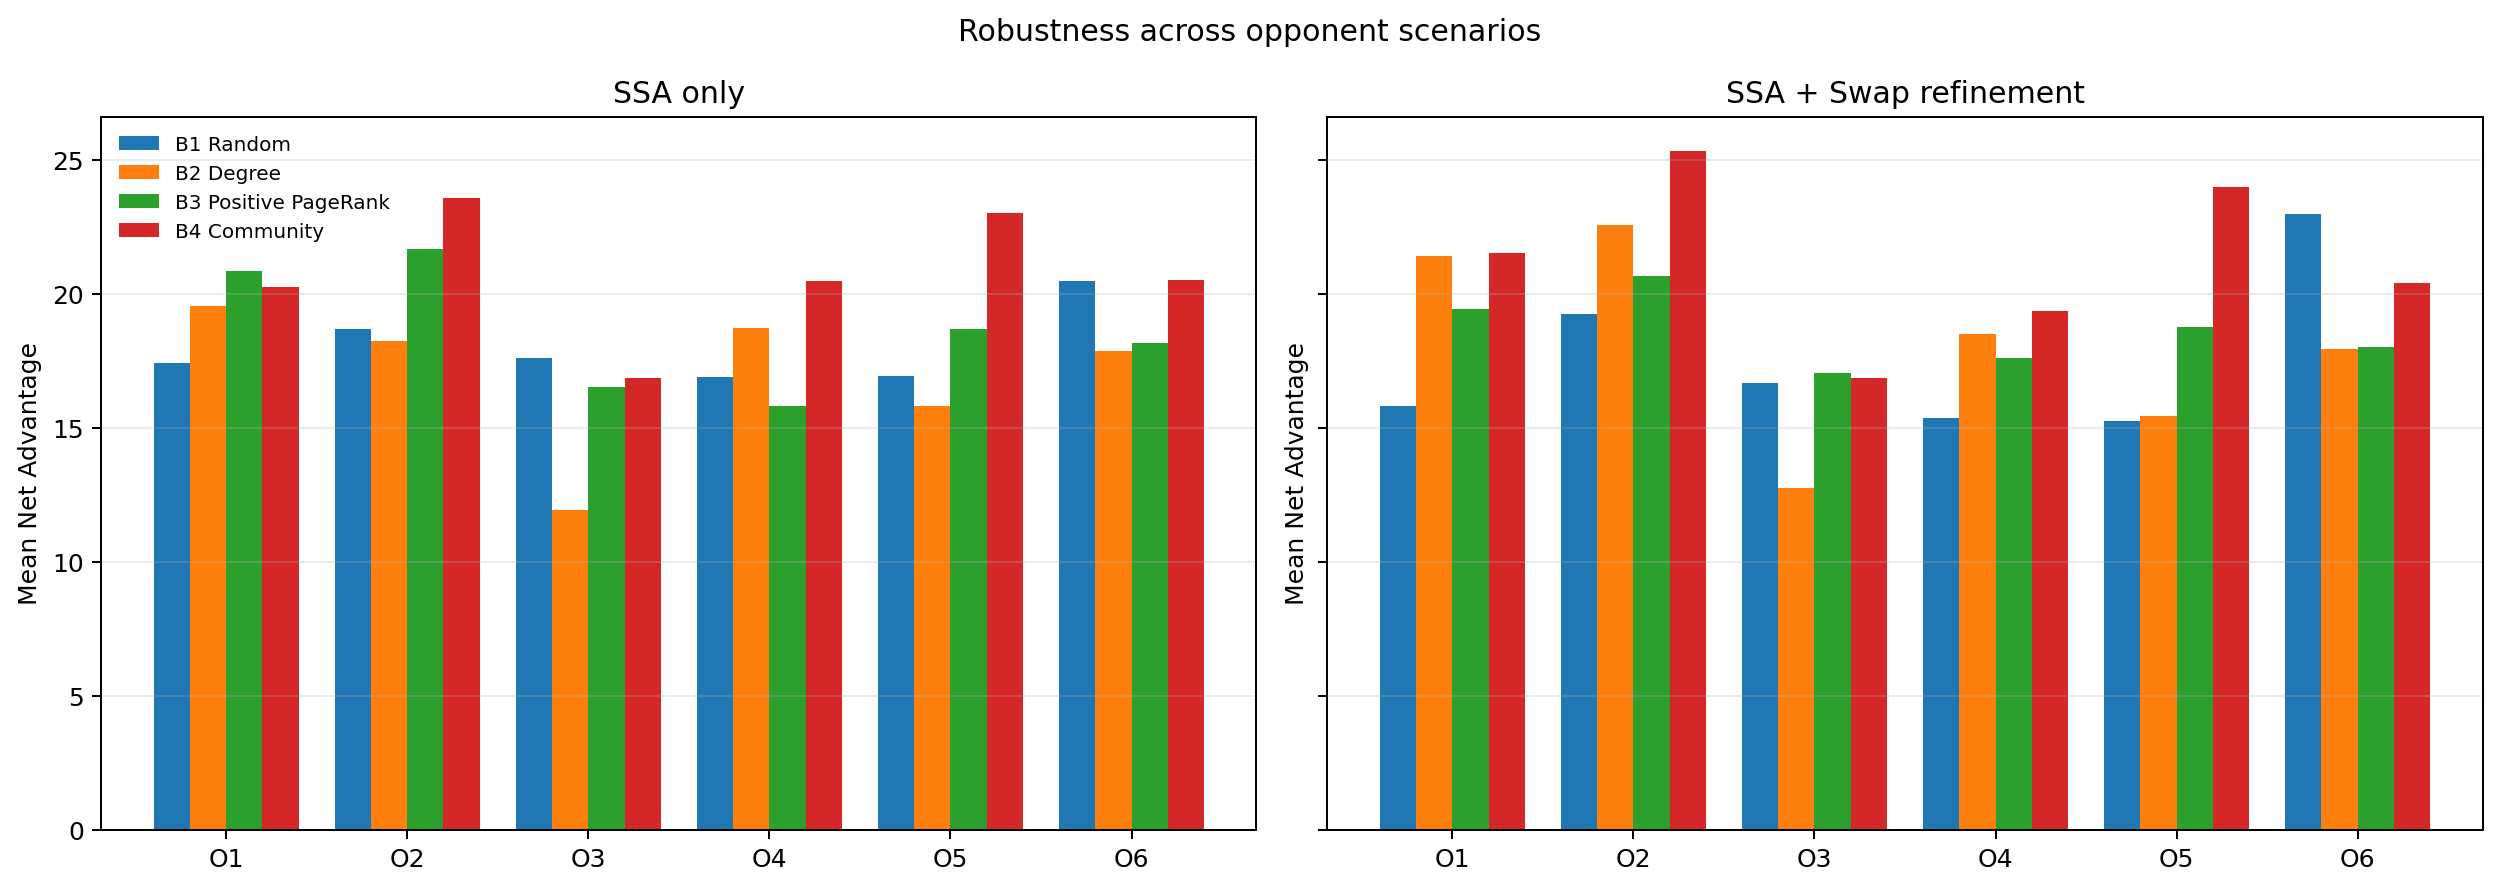 Robustness across opponent scenarios
SSA only
Mean Net Advantage
25
20
15
10
5
0
B1 Random
B2 Degree
B3 Positive PageRank
B4 Community
O1 O2 O3 O4 O5 O6
SSA + Swap refinement
Mean Net Advantage
O1 O2 O3 O4 O5 O6